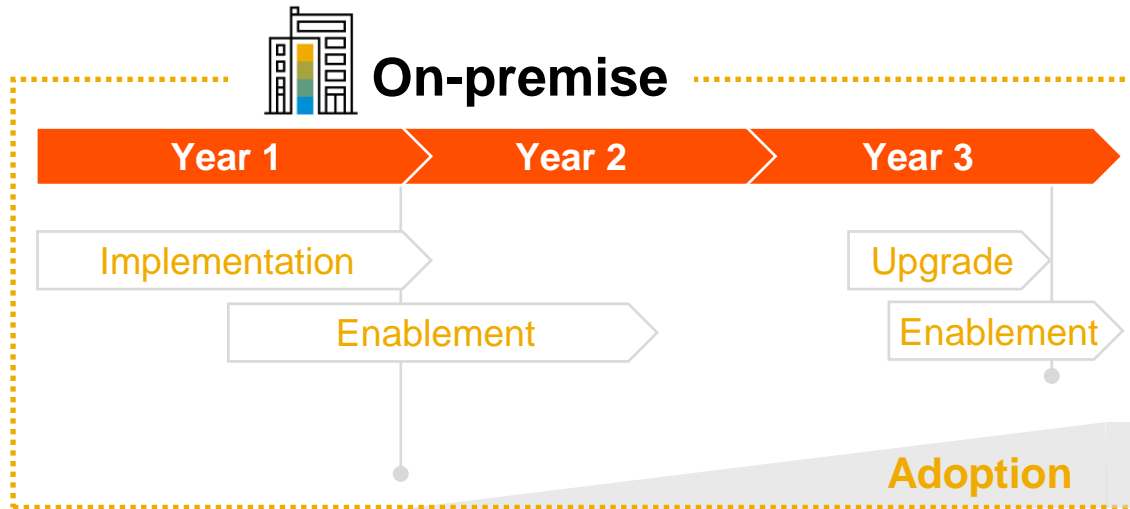 On-premise
Year 1 Year 2 Year 3
Implementation Upgrade
Enablement Enablement
Adoption